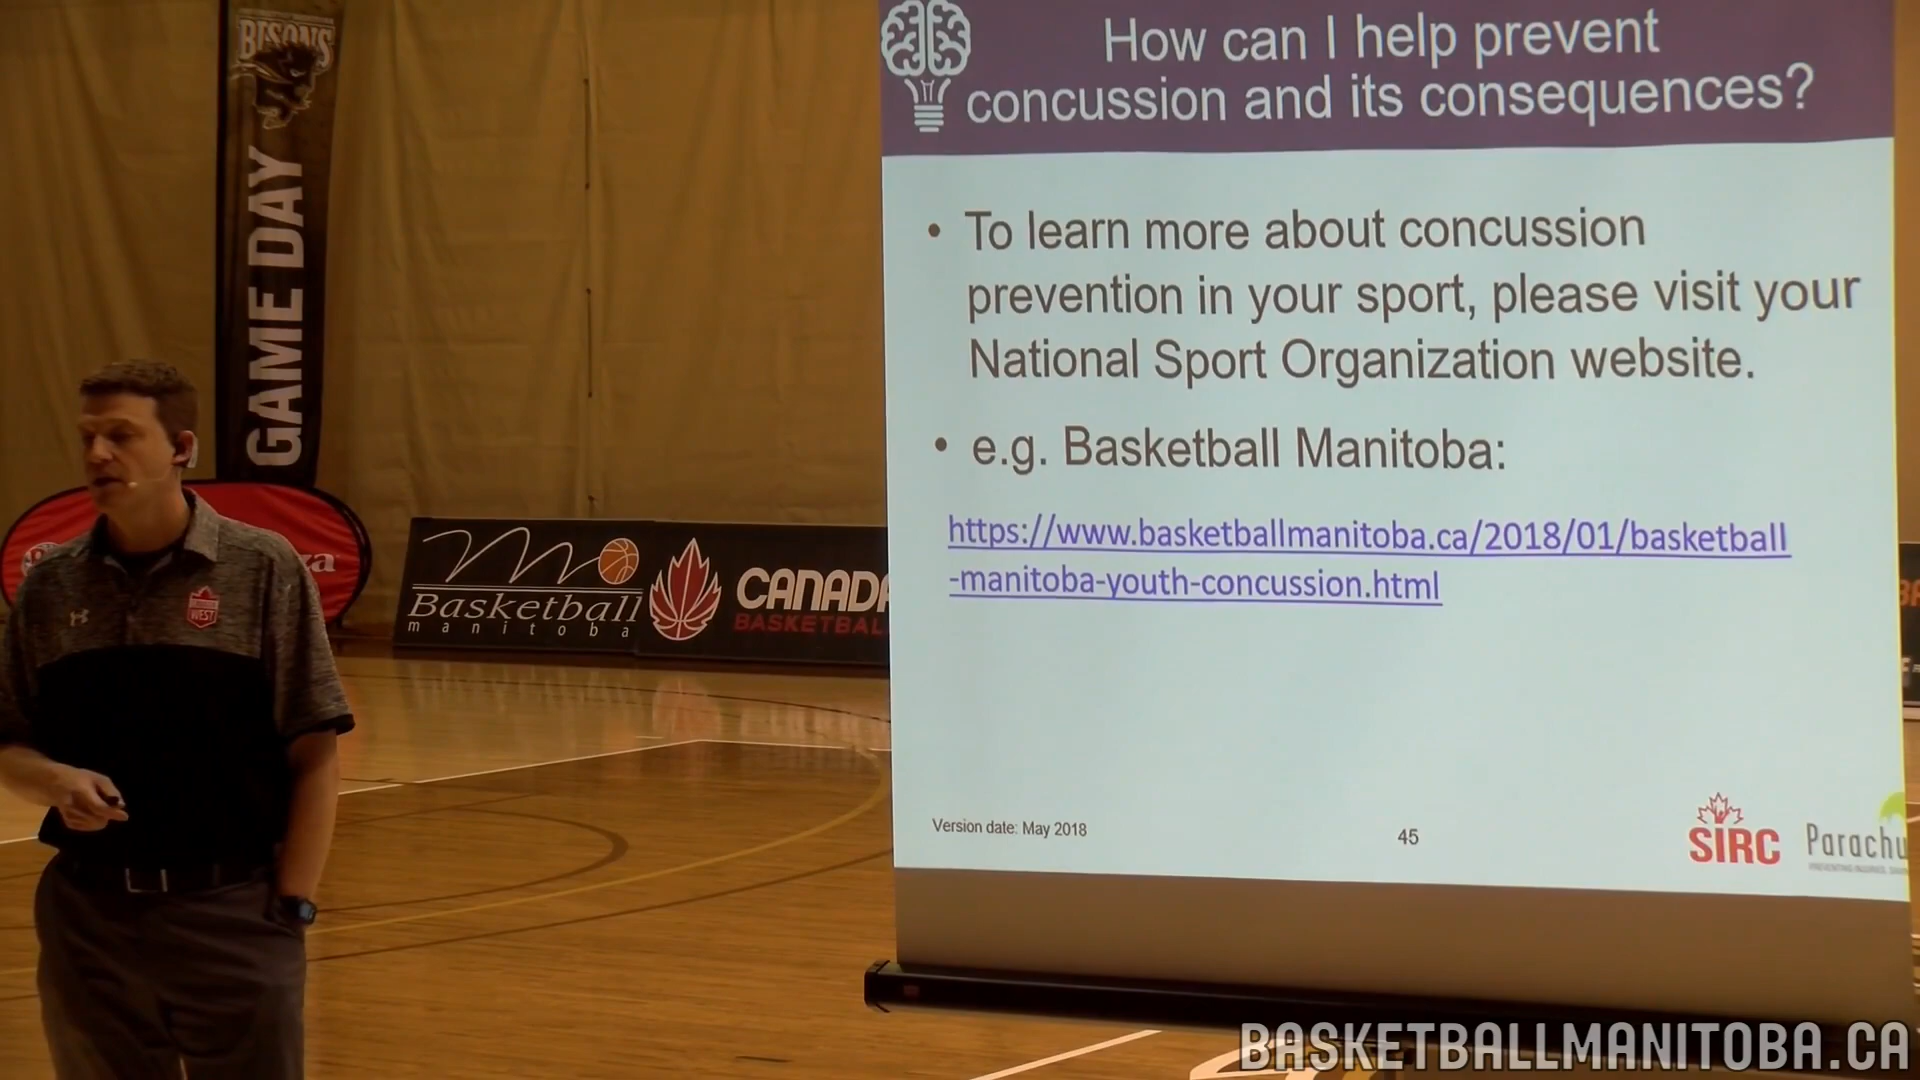 BISONS
GAME DAY
How can I help prevent
concussion and its consequences?
• To learn more about concussion
prevention in your sport, please visit your
National Sport Organization website.
• e.g. Basketball Manitoba:
https://www.basketballmanitoba.ca/2018/01/basketball
-manitoba-youth-concussion.html
Basketball
manitoba
CANADA
BASKETBAL
WEST
Version date: May 2018
45
SIRC
Parachu
BASKETBALLMANITOBA.CA